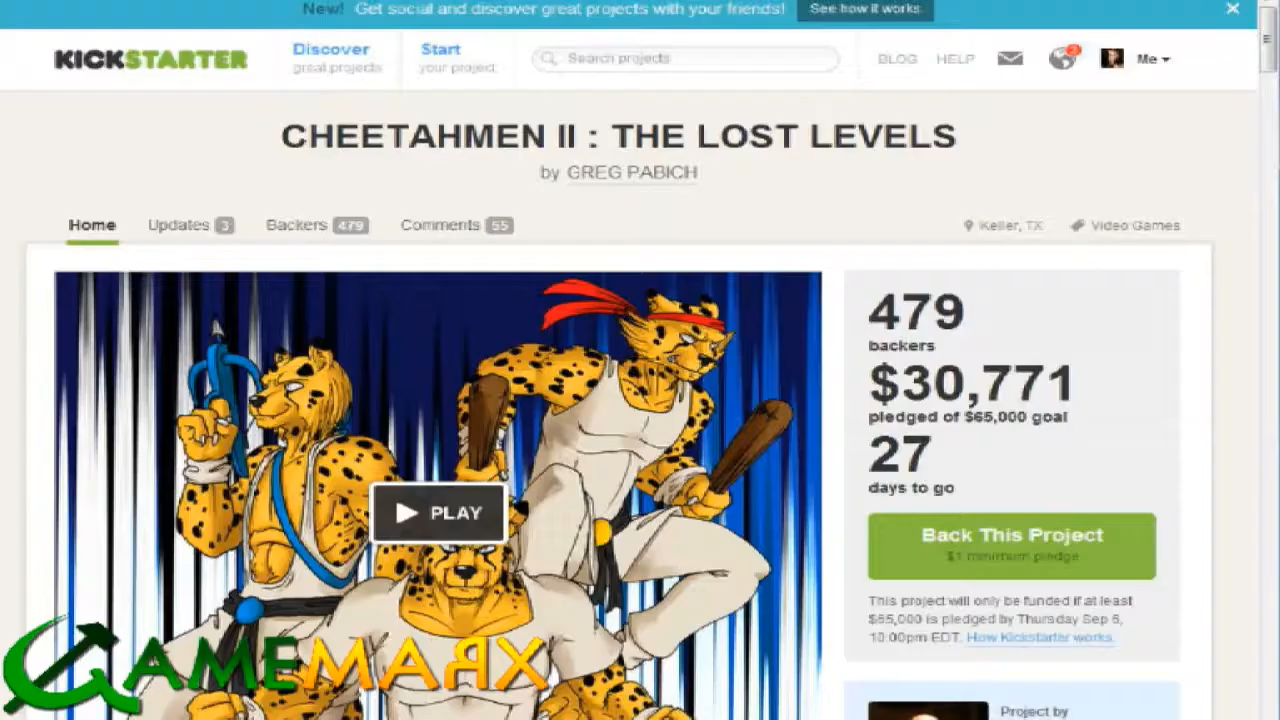 New! Get social and discover great projects with your friends! See how it works
KICKSTARTER
Discover
great projects
Start
your project
Search projects
BLOG HELP 2 Me
CHEETAHMEN II : THE LOST LEVELS
by GREG PABICH
Home Updates 3 Backers 479 Comments 55 Keller, TX Video Games
479
backers
$30,771
pledged of $65,000 goal
27
days to go
PLAY
Back This Project
$1 minimum pledge
This project will only be funded if at least
$65,000 is pledged by Thursday Sep 6,
10:00pm EDT. How Kickstarter works.
GAMEMARX
Project by